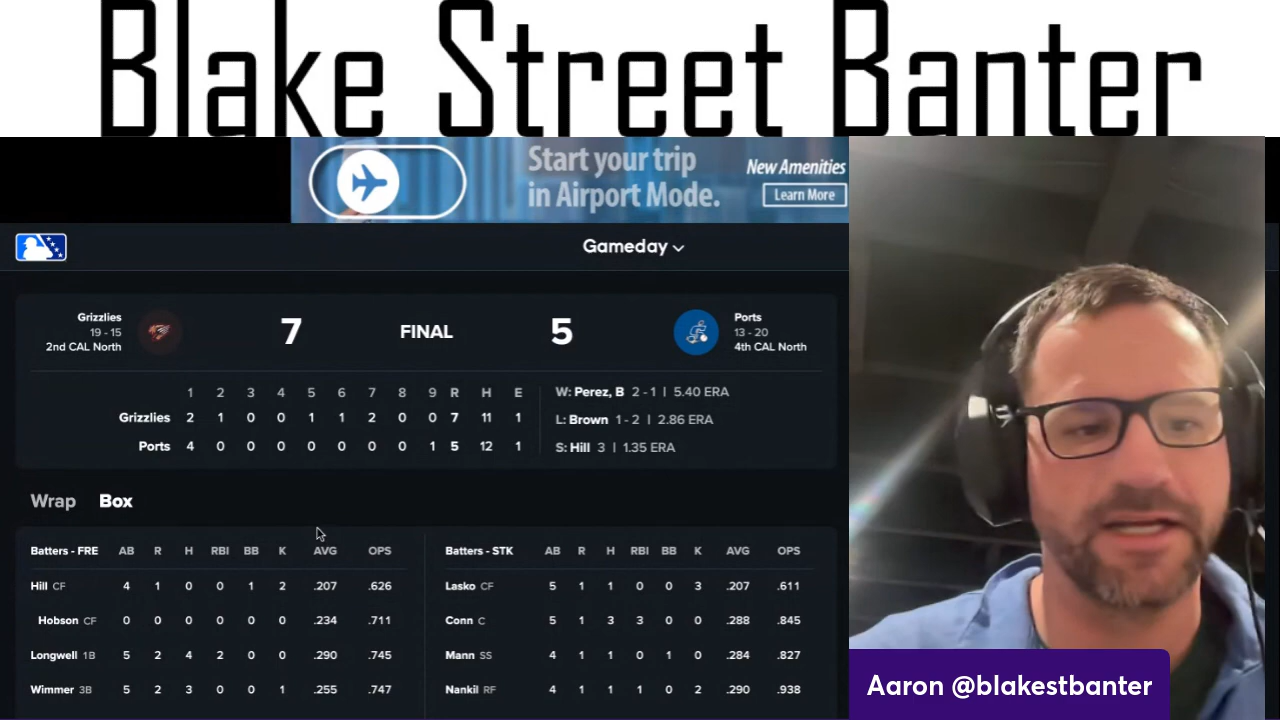 Blake Street Banter
Start your trip
in Airport Mode.
New Amenities
Learn More
Gameday
Grizzlies
19 - 15
2nd CAL North
7
FINAL
5
Ports
13 - 20
4th CAL North
1 2 3 4 5 6 7 8 9 R H E
Grizzlies 2 1 0 0 1 1 2 0 0 7 11 1
Ports 4 0 0 0 0 0 0 0 1 5 12 1
W: Perez, B 2 - 1 | 5.40 ERA
L: Brown 1 - 2 | 2.86 ERA
S: Hill 3 | 1.35 ERA
Wrap Box
Batters - FRE AB R H RBI BB K AVG OPS
Hill CF 4 1 0 0 1 2 .207 .626
Hobson CF 0 0 0 0 0 0 .234 .711
Longwell 1B 5 2 4 2 0 0 .290 .745
Wimmer 3B 5 2 3 0 0 1 .255 .747
Batters - STK AB R H RBI BB K AVG OPS
Lasko CF 5 1 1 0 0 3 .207 .611
Conn C 5 1 3 3 0 0 .288 .845
Mann SS 4 1 1 0 1 0 .284 .827
Nankil RF 4 1 1 1 0 2 .290 .938
Aaron @blakestbanter